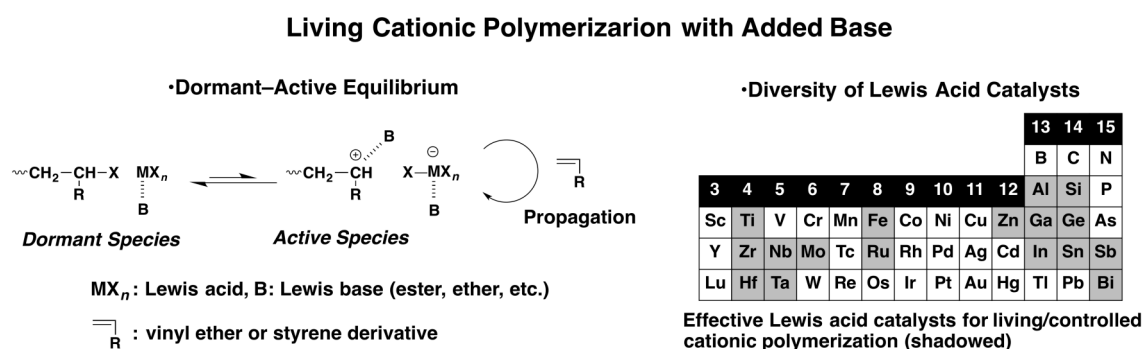 Living Cationic Polymerizarion with Added Base
•Dormant–Active Equilibrium
~CH2–CH–X MXn
R
B
Dormant Species
~CH2–CH
⊕
B
R
X–MXn
⊖
B
Active Species
R
Propagation
MXn: Lewis acid, B: Lewis base (ester, ether, etc.)
R : vinyl ether or styrene derivative
•Diversity of Lewis Acid Catalysts
13 14 15
B C N
3 4 5 6 7 8 9 10 11 12 Al Si P
Sc Ti V Cr Mn Fe Co Ni Cu Zn Ga Ge As
Y Zr Nb Mo Tc Ru Rh Pd Ag Cd In Sn Sb
Lu Hf Ta W Re Os Ir Pt Au Hg Tl Pb Bi
Effective Lewis acid catalysts for living/controlled
cationic polymerization (shadowed)